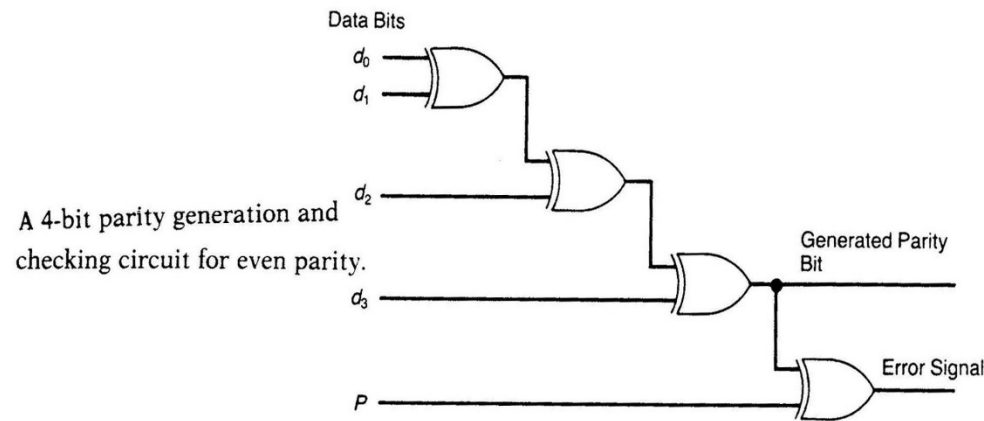 Data Bits
d₀
d₁
d₂
A 4-bit parity generation and
checking circuit for even parity.
Generated Parity
Bit
d₃
Error Signal
P